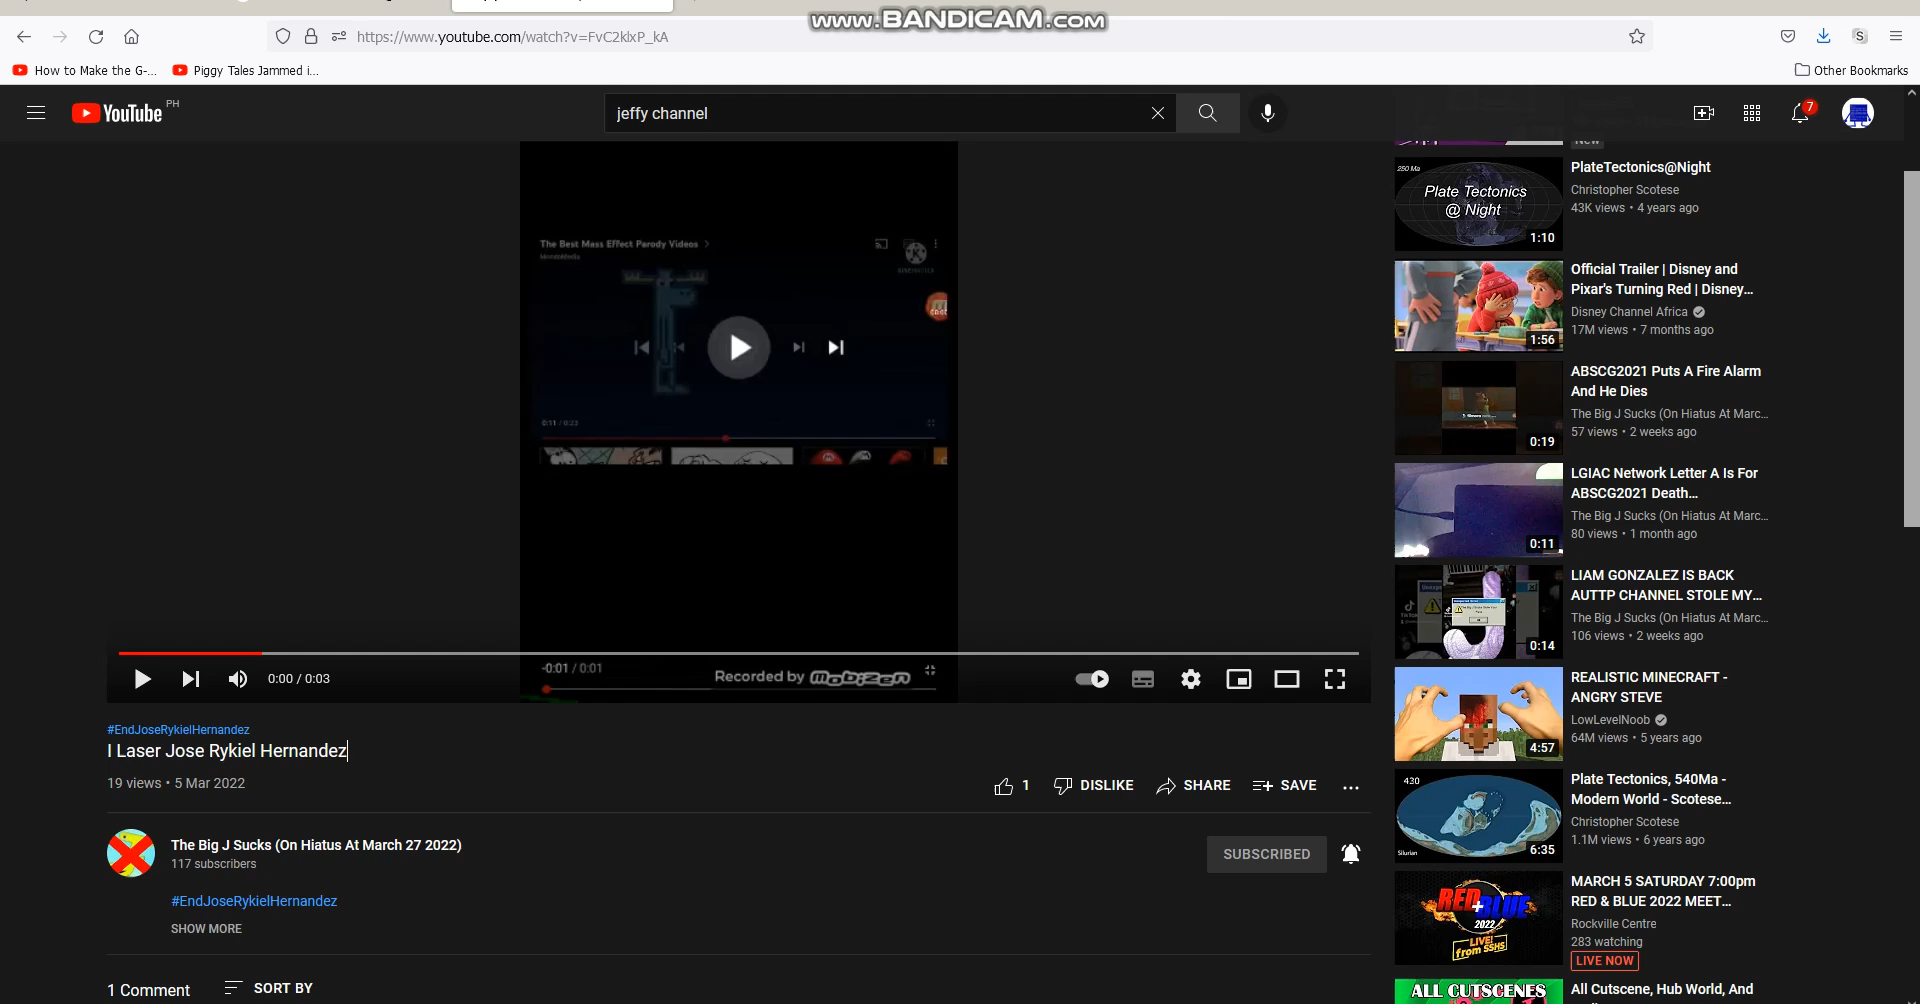 www.BANDICAM.com
https://www.youtube.com/watch?v=FvC2klxP_kA
S
How to Make the G-...
Piggy Tales Jammed i...
Other Bookmarks
YouTube PH
jeffy channel
7
New
The Best Mass Effect Parody Videos
0:11 / 0:23
-0:01 / 0:01
Recorded by mobizen
0:00 / 0:03
#EndJoseRykielHernandez
I Laser Jose Rykiel Hernandez
19 views • 5 Mar 2022
1
DISLIKE
SHARE
SAVE
The Big J Sucks (On Hiatus At March 27 2022)
117 subscribers
SUBSCRIBED
#EndJoseRykielHernandez
SHOW MORE
1 Comment
SORT BY
250 Ma
Plate Tectonics
@ Night
1:10
PlateTectonics@Night
Christopher Scotese
43K views • 4 years ago
1:56
Official Trailer | Disney and
Pixar's Turning Red | Disney...
Disney Channel Africa
17M views • 7 months ago
0:19
ABSCG2021 Puts A Fire Alarm
And He Dies
The Big J Sucks (On Hiatus At Marc...
57 views • 2 weeks ago
0:11
LGIAC Network Letter A Is For
ABSCG2021 Death...
The Big J Sucks (On Hiatus At Marc...
80 views • 1 month ago
0:14
LIAM GONZALEZ IS BACK
AUTTP CHANNEL STOLE MY...
The Big J Sucks (On Hiatus At Marc...
106 views • 2 weeks ago
4:57
REALISTIC MINECRAFT -
ANGRY STEVE
LowLevelNoob
64M views • 5 years ago
430
Silurian
6:35
Plate Tectonics, 540Ma -
Modern World - Scotese...
Christopher Scotese
1.1M views • 6 years ago
RED + BLUE
2022
LIVE!
from SSHS
MARCH 5 SATURDAY 7:00pm
RED & BLUE 2022 MEET...
Rockville Centre
283 watching
LIVE NOW
ALL CUTSCENES
All Cutscene, Hub World, And